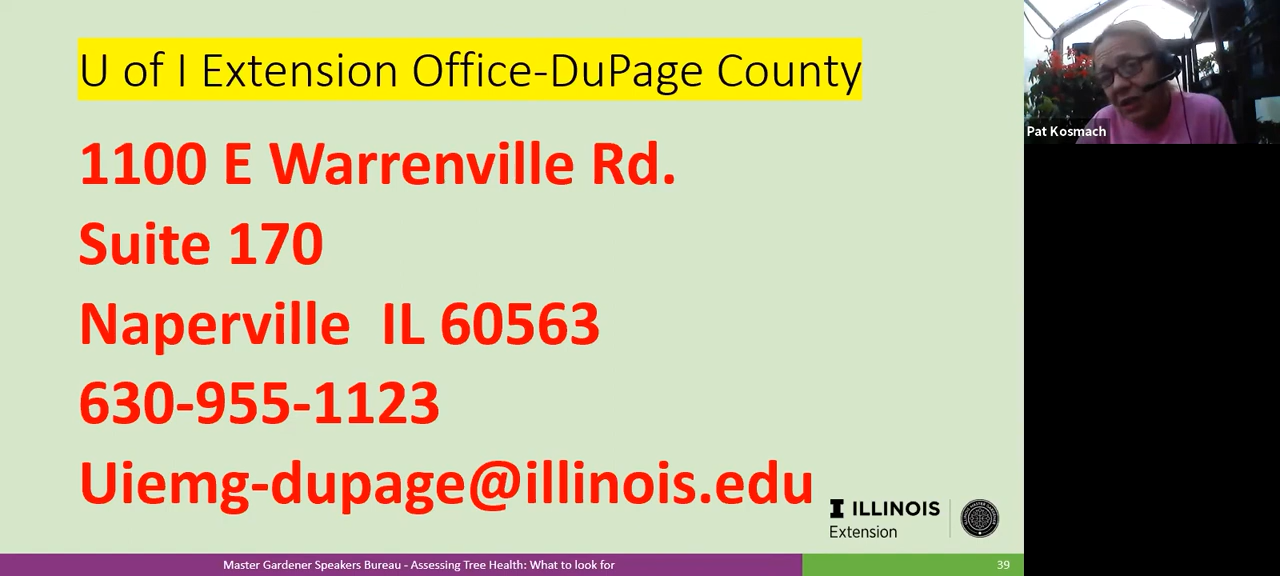 U of I Extension Office-DuPage County
1100 E Warrenville Rd.
Suite 170
Naperville  IL 60563
630-955-1123
Uiemg-dupage@illinois.edu
I ILLINOIS
Extension
Master Gardener Speakers Bureau - Assessing Tree Health: What to look for
39
Pat Kosmach